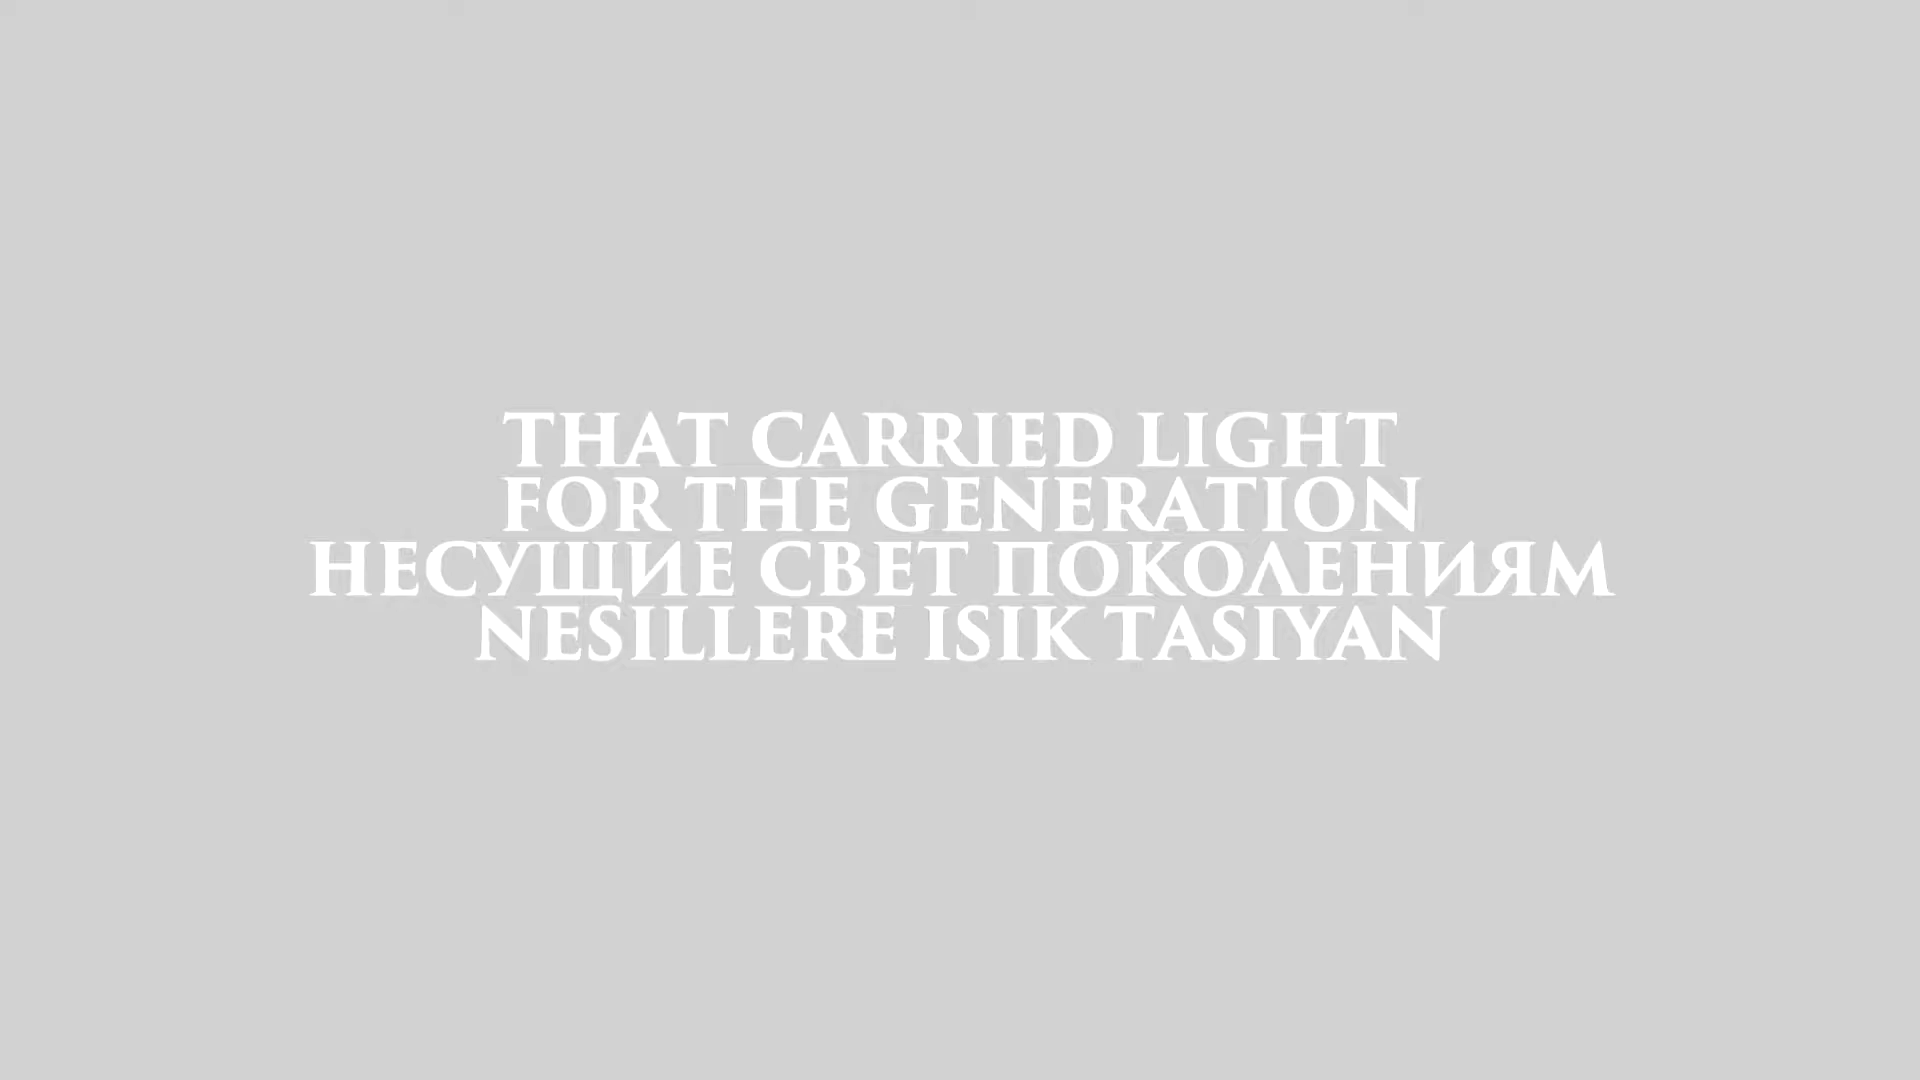 THAT CARRIED LIGHT
FOR THE GENERATION
НЕСУЩИЕ СВЕТ ПОКОЛЕНИЯМ
NESILLERE ISIK TASIYAN